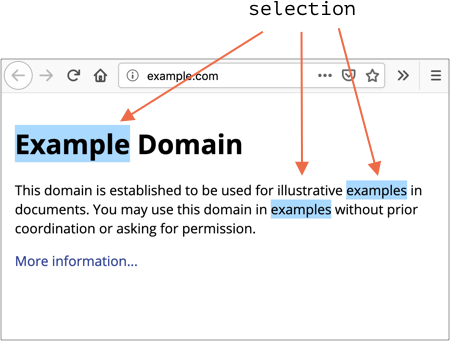 selection
example.com
Example Domain
This domain is established to be used for illustrative examples in
documents. You may use this domain in examples without prior
coordination or asking for permission.
More information...